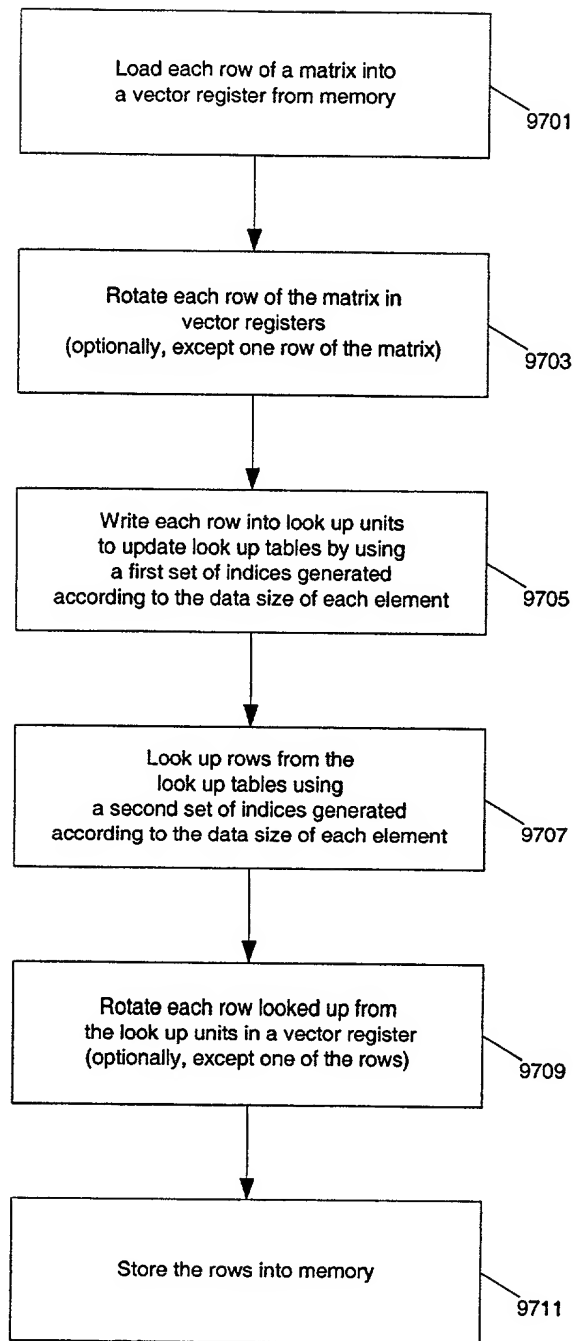 Load each row of a matrix into
a vector register from memory
9701
Rotate each row of the matrix in
vector registers
(optionally, except one row of the matrix)
9703
Write each row into look up units
to update look up tables by using
a first set of indices generated
according to the data size of each element
9705
Look up rows from the
look up tables using
a second set of indices generated
according to the data size of each element
9707
Rotate each row looked up from
the look up units in a vector register
(optionally, except one of the rows)
9709
Store the rows into memory
9711